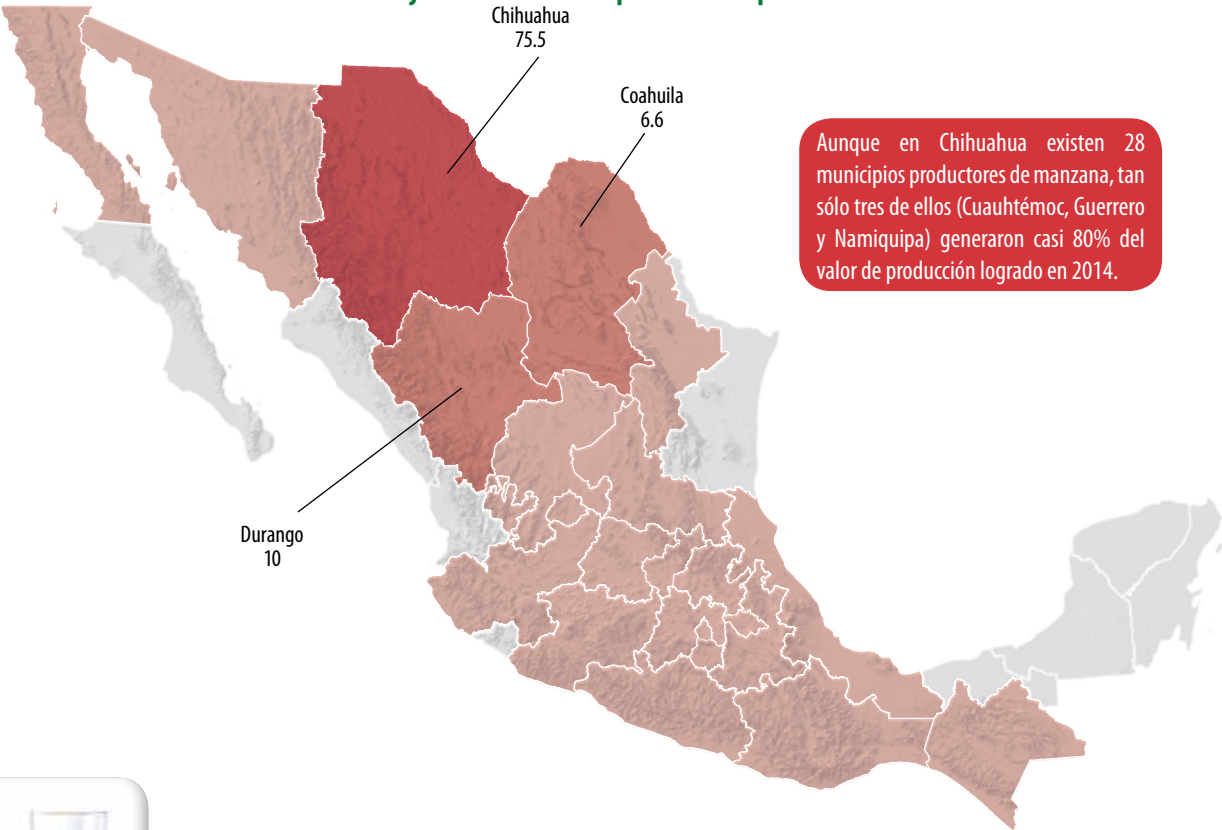 Chihuahua
75.5
Coahuila
6.6
Aunque en Chihuahua existen 28
municipios productores de manzana, tan
sólo tres de ellos (Cuauhtémoc, Guerrero
y Namiquipa) generaron casi 80% del
valor de producción logrado en 2014.
Durango
10